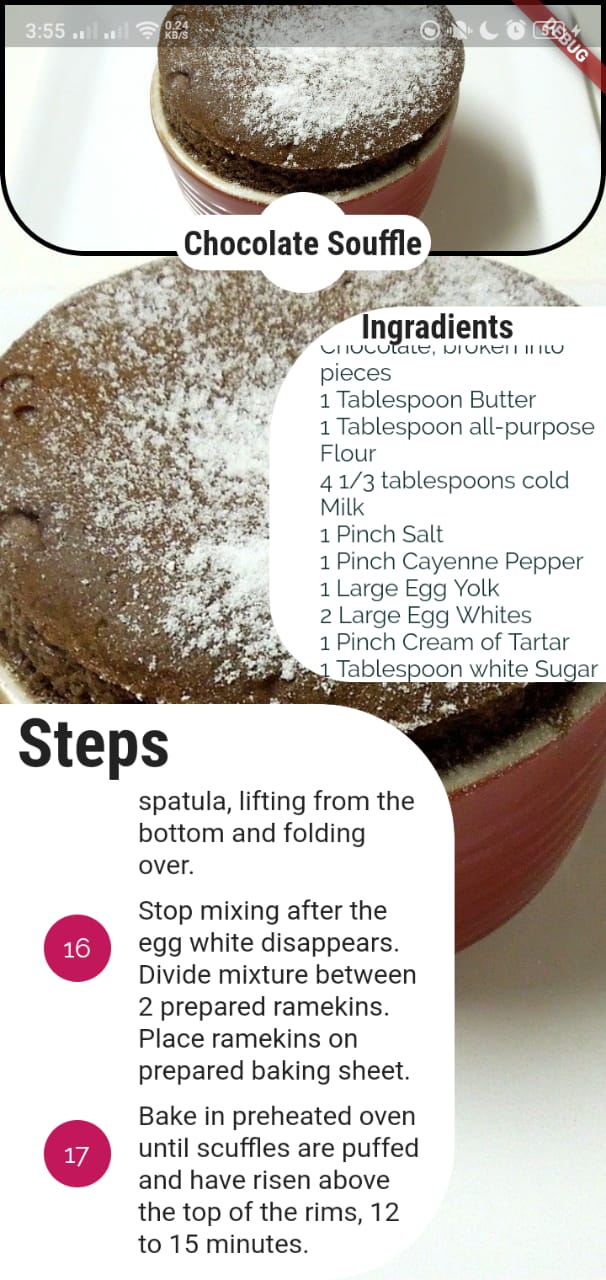 3:55
0.24
KB/S
51
DEBUG
Chocolate Souffle
Ingradients
Chocolate, broken into
pieces
1 Tablespoon Butter
1 Tablespoon all-purpose
Flour
4 1/3 tablespoons cold
Milk
1 Pinch Salt
1 Pinch Cayenne Pepper
1 Large Egg Yolk
2 Large Egg Whites
1 Pinch Cream of Tartar
1 Tablespoon white Sugar
Steps
spatula, lifting from the
bottom and folding
over.
16
Stop mixing after the
egg white disappears.
Divide mixture between
2 prepared ramekins.
Place ramekins on
prepared baking sheet.
17
Bake in preheated oven
until scuffles are puffed
and have risen above
the top of the rims, 12
to 15 minutes.